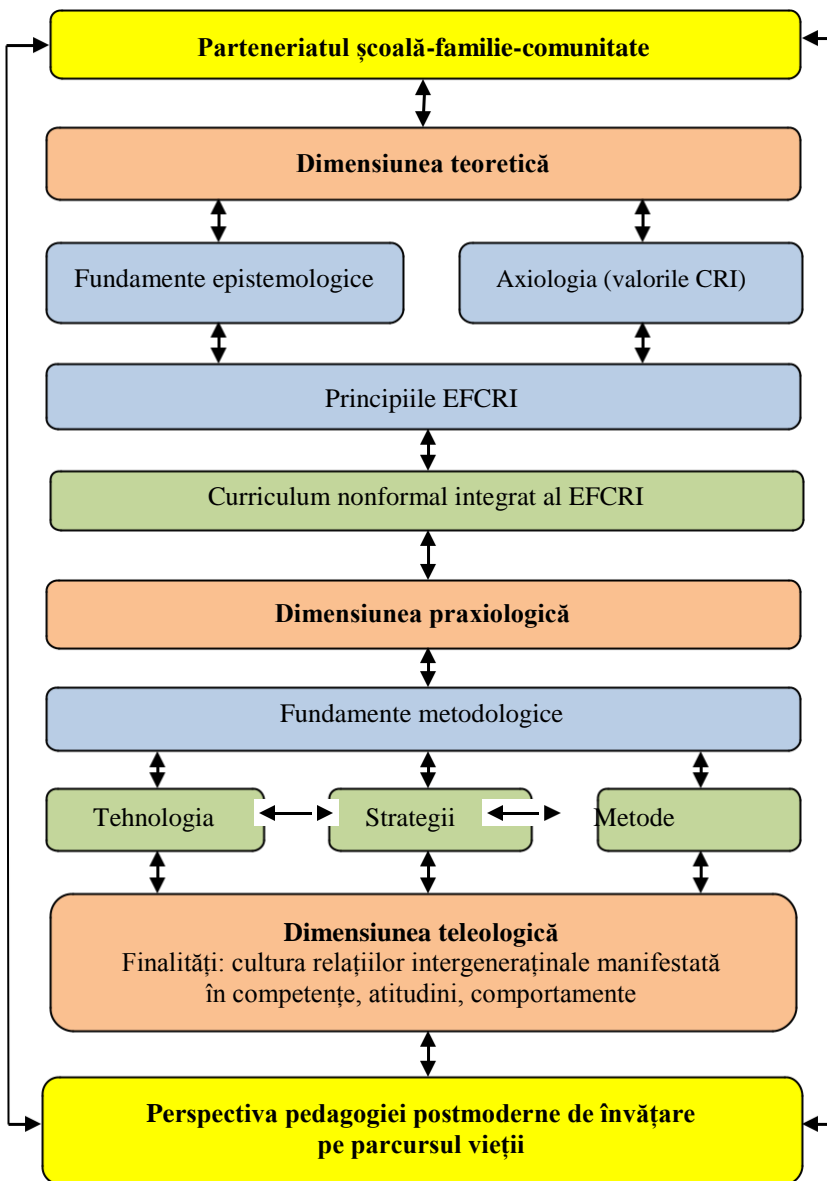 Parteneriatul școală-familie-comunitate
Dimensiunea teoretică
Fundamente epistemologice
Axiologia (valorile CRI)
Principiile EFCRI
Curriculum nonformal integrat al EFCRI
Dimensiunea praxiologică
Fundamente metodologice
Tehnologia
Strategii
Metode
Dimensiunea teleologică
Finalități: cultura relațiilor intergenerаținale manifestată
în competențe, atitudini, comportamente
Perspectiva pedagogiei postmoderne de învățare
pe parcursul vieții